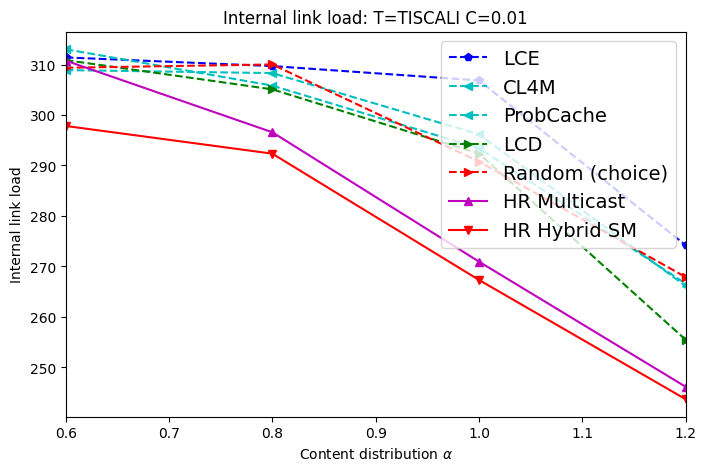 Internal link load: T=TISCALI C=0.01
310
300
290
280
270
260
250
Internal link load
LCE
CL4M
ProbCache
LCD
Random (choice)
HR Multicast
HR Hybrid SM
0.6 0.7 0.8 0.9 1.0 1.1 1.2
Content distribution α